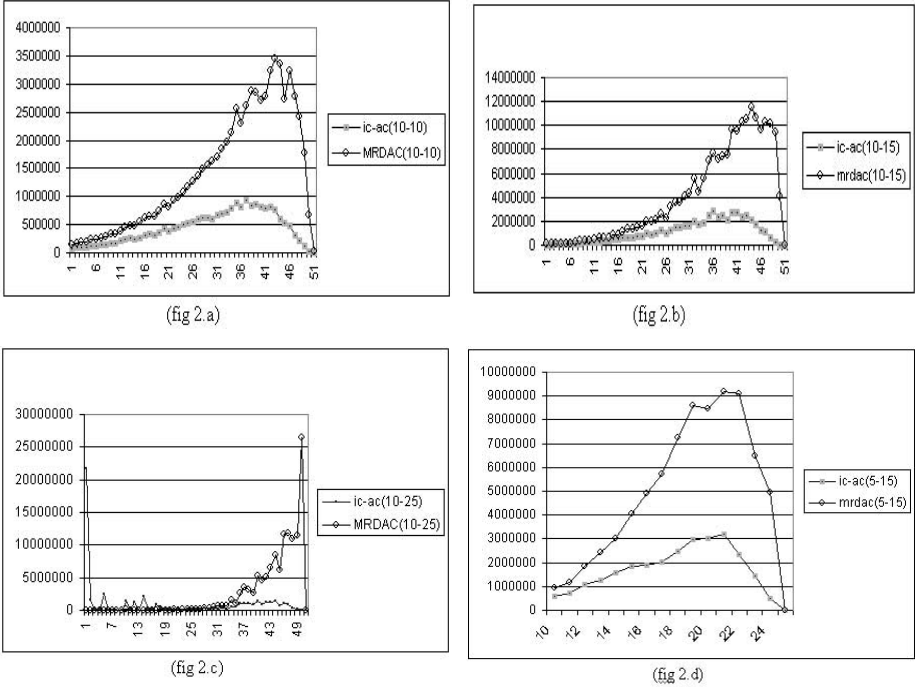 4000000
3500000
3000000
2500000
2000000
1500000
1000000
500000
0
1 6 11 16 21 26 31 36 41 46 51
ic-ac(10-10)
MRDAC(10-10)
(fig 2.a)
14000000
12000000
10000000
8000000
6000000
4000000
2000000
0
1 6 11 16 21 26 31 36 41 46 51
ic-ac(10-15)
mrdac(10-15)
(fig 2.b)
30000000
25000000
20000000
15000000
10000000
5000000
0
1 7 13 19 25 31 37 43 49
ic-ac(10-25)
MRDAC(10-25)
(fig 2.c)
10000000
9000000
8000000
7000000
6000000
5000000
4000000
3000000
2000000
1000000
0
10 12 14 16 18 20 22 24
ic-ac(5-15)
mrdac(5-15)
(fig 2.d)